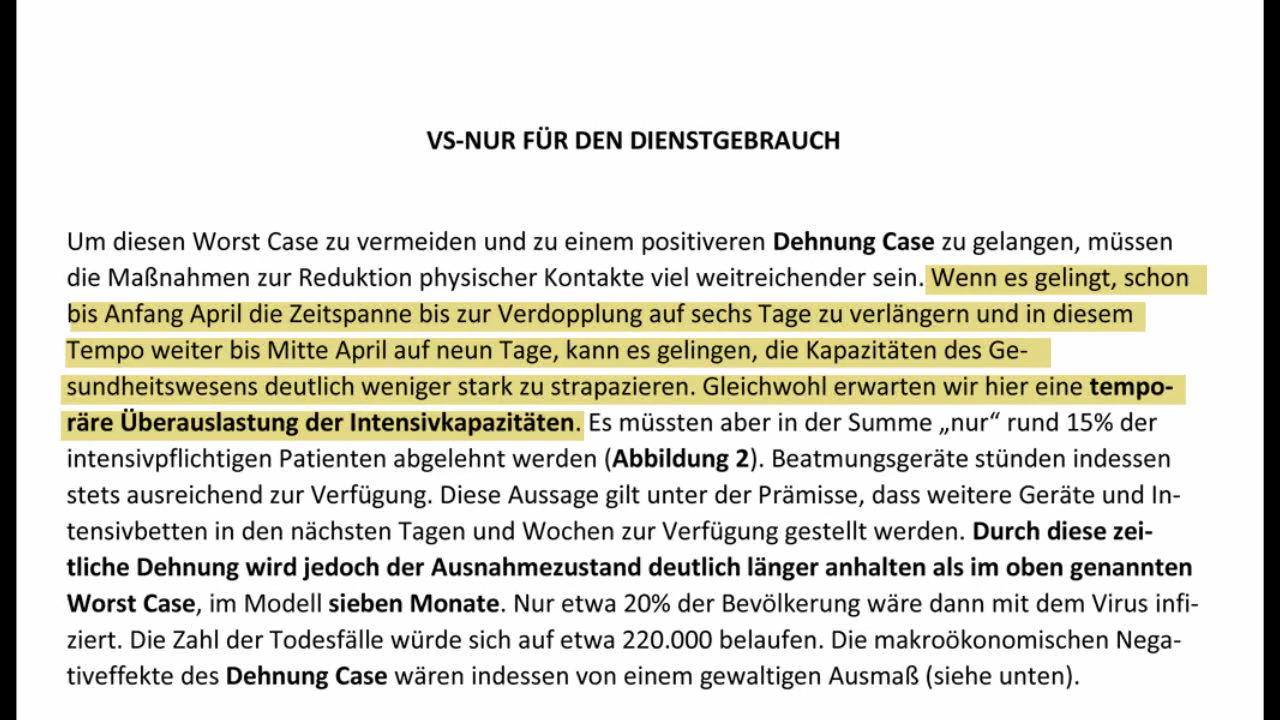 VS-NUR FÜR DEN DIENSTGEBRAUCH
Um diesen Worst Case zu vermeiden und zu einem positiveren Dehnung Case zu gelangen, müssen
die Maßnahmen zur Reduktion physischer Kontakte viel weitreichender sein. Wenn es gelingt, schon
bis Anfang April die Zeitspanne bis zur Verdopplung auf sechs Tage zu verlängern und in diesem
Tempo weiter bis Mitte April auf neun Tage, kann es gelingen, die Kapazitäten des Ge-
sundheitswesens deutlich weniger stark zu strapazieren. Gleichwohl erwarten wir hier eine tempo-
räre Überauslastung der Intensivkapazitäten. Es müssten aber in der Summe „nur“ rund 15% der
intensivpflichtigen Patienten abgelehnt werden (Abbildung 2). Beatmungsgeräte stünden indessen
stets ausreichend zur Verfügung. Diese Aussage gilt unter der Prämisse, dass weitere Geräte und In-
tensivbetten in den nächsten Tagen und Wochen zur Verfügung gestellt werden. Durch diese zei-
tliche Dehnung wird jedoch der Ausnahmezustand deutlich länger anhalten als im oben genannten
Worst Case, im Modell sieben Monate. Nur etwa 20% der Bevölkerung wäre dann mit dem Virus infi-
ziert. Die Zahl der Todesfälle würde sich auf etwa 220.000 belaufen. Die makroökonomischen Nega-
tiveffekte des Dehnung Case wären indessen von einem gewaltigen Ausmaß (siehe unten).